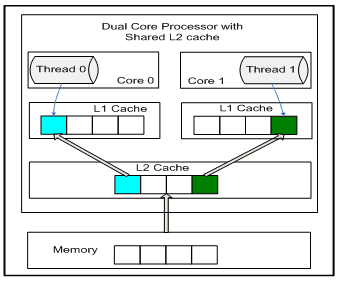 Dual Core Processor with
Shared L2 cache
Thread 0
Core 0
Core 1
Thread 1
L1 Cache
L1 Cache
L2 Cache
Memory